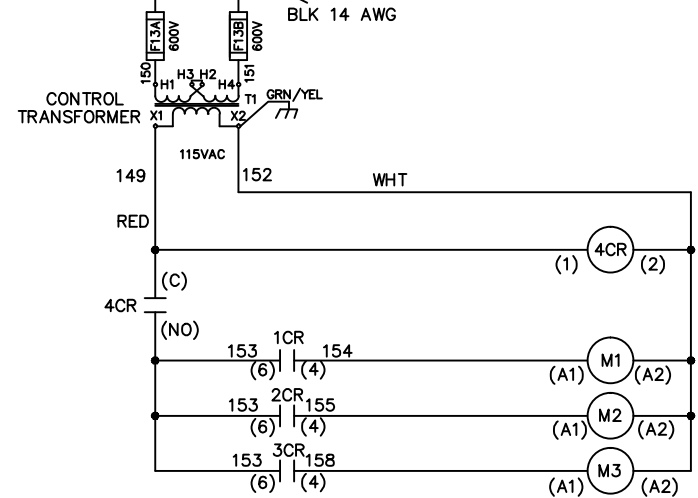 BLK 14 AWG
F13A
600V
F13B
600V
150
151
H1 H3 H2 H4
T1
GRN/YEL
CONTROL
TRANSFORMER
X1 X2
115VAC
149
152
WHT
RED
4CR
(1) (2)
(C)
4CR
(NO)
1CR
153 154
(6) (4)
M1
(A1) (A2)
2CR
153 155
(6) (4)
M2
(A1) (A2)
3CR
153 158
(6) (4)
M3
(A1) (A2)